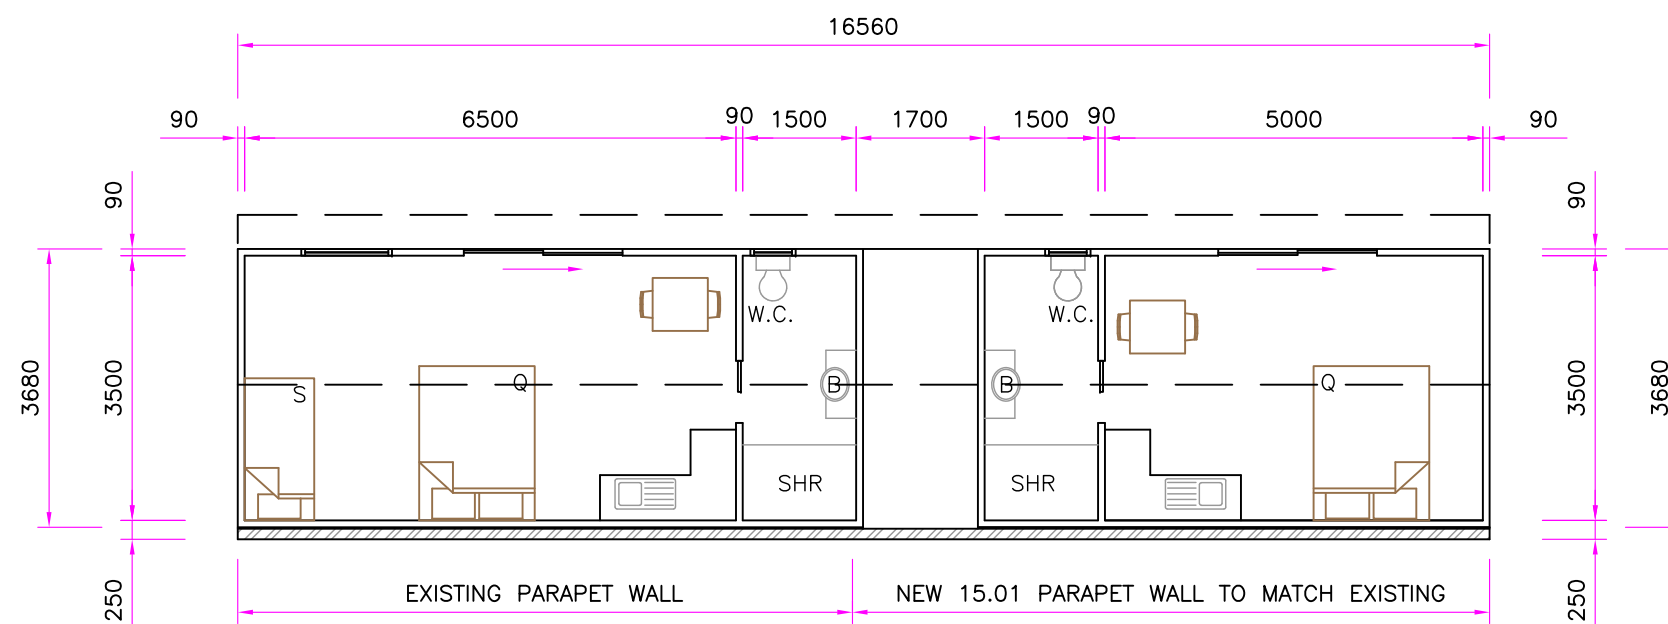 16560
90 6500 90 1500 1700 1500 90 5000 90
90 90
W.C. W.C.
3680 3500 S Q B B Q 3500 3680
SHR SHR
250 EXISTING PARAPET WALL NEW 15.01 PARAPET WALL TO MATCH EXISTING 250